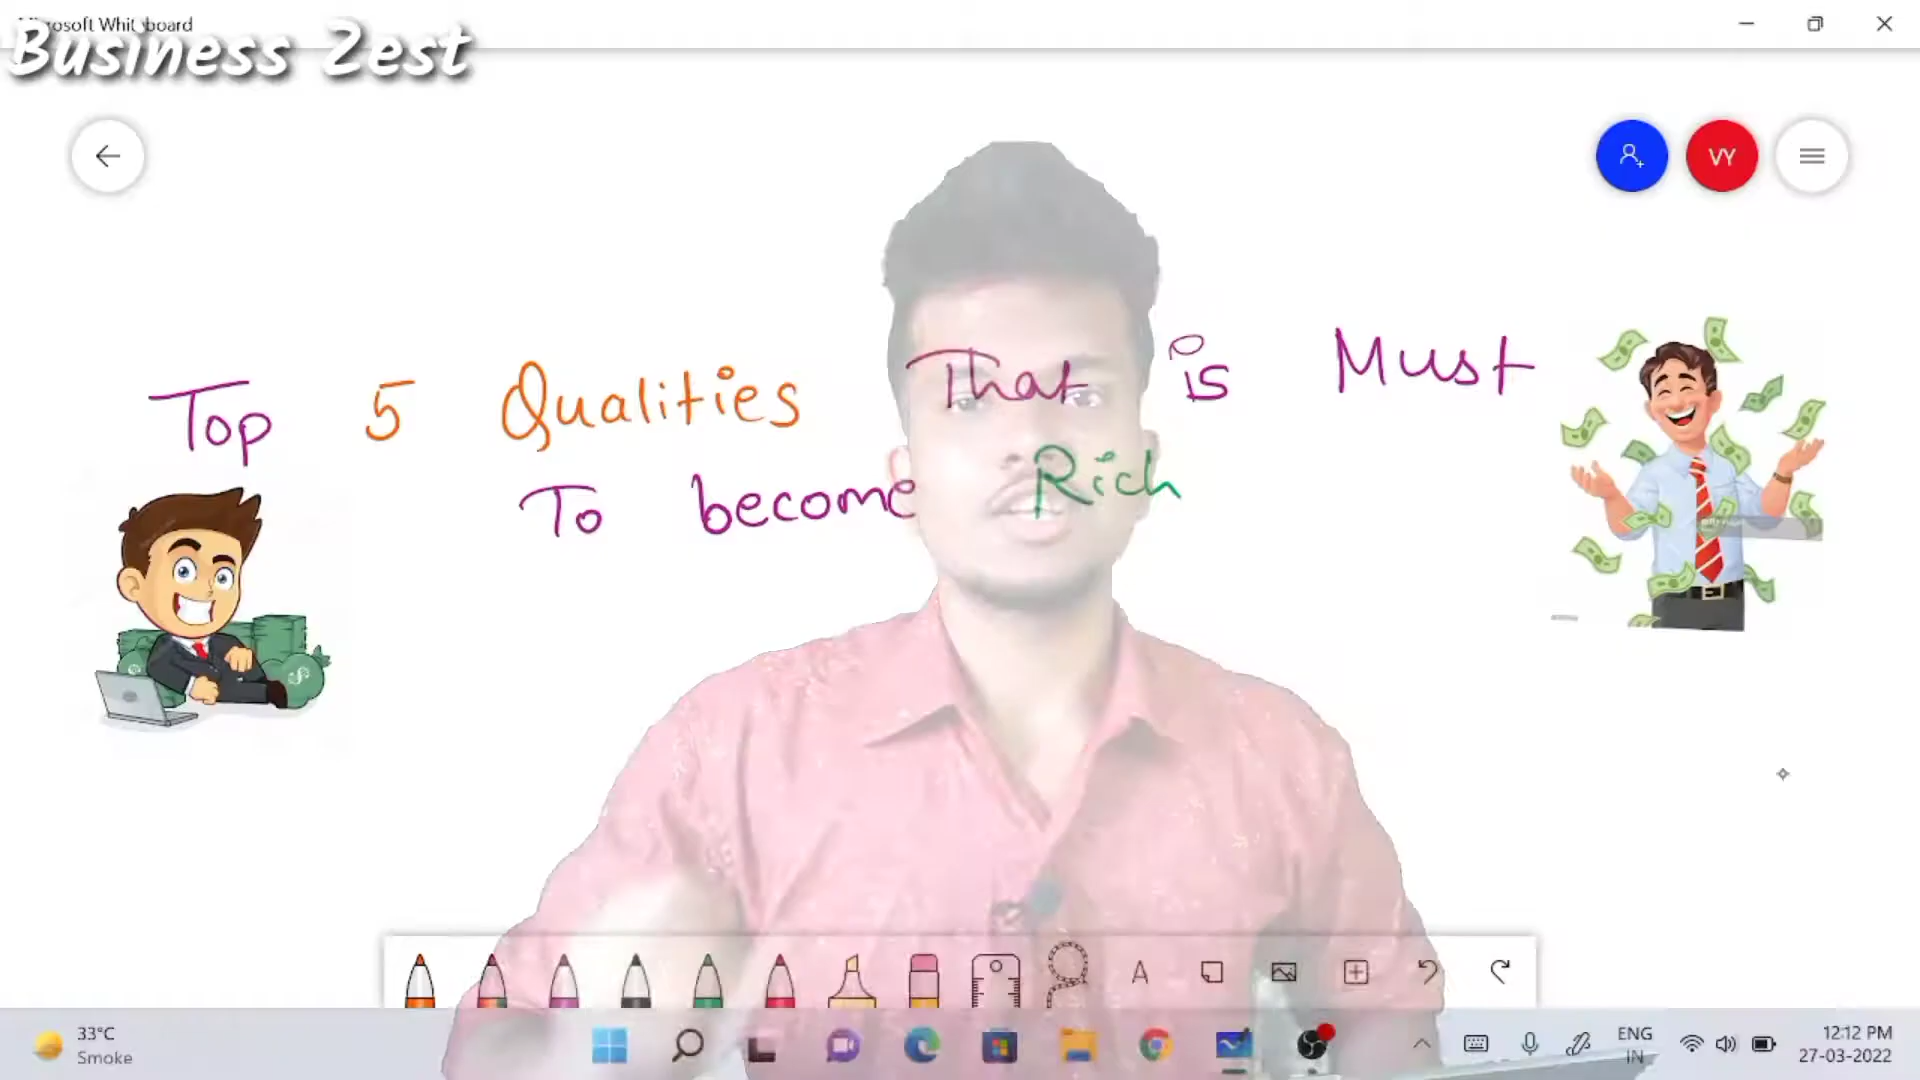 Microsoft Whiteboard
Business Zest
VY
Top 5 Qualities That is Must
To become Rich
A
33°C
Smoke
ENG
IN
12:12 PM
27-03-2022